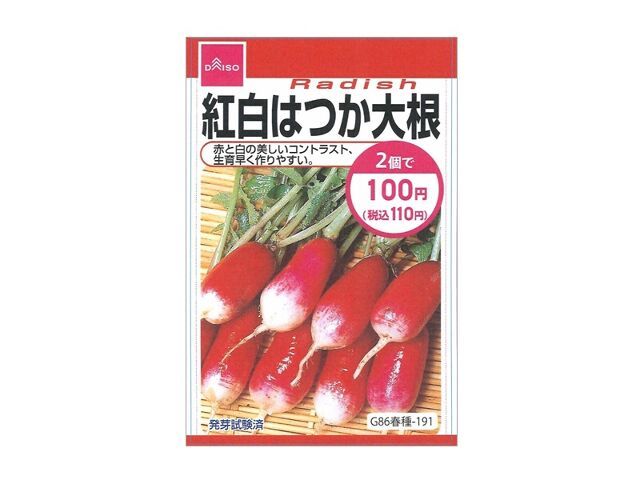 DAISO
Radish
紅白はつか大根
赤と白の美しいコントラスト、
生育早く作りやすい。
2個で
100円
(税込110円)
G86春種-191
発芽試験済